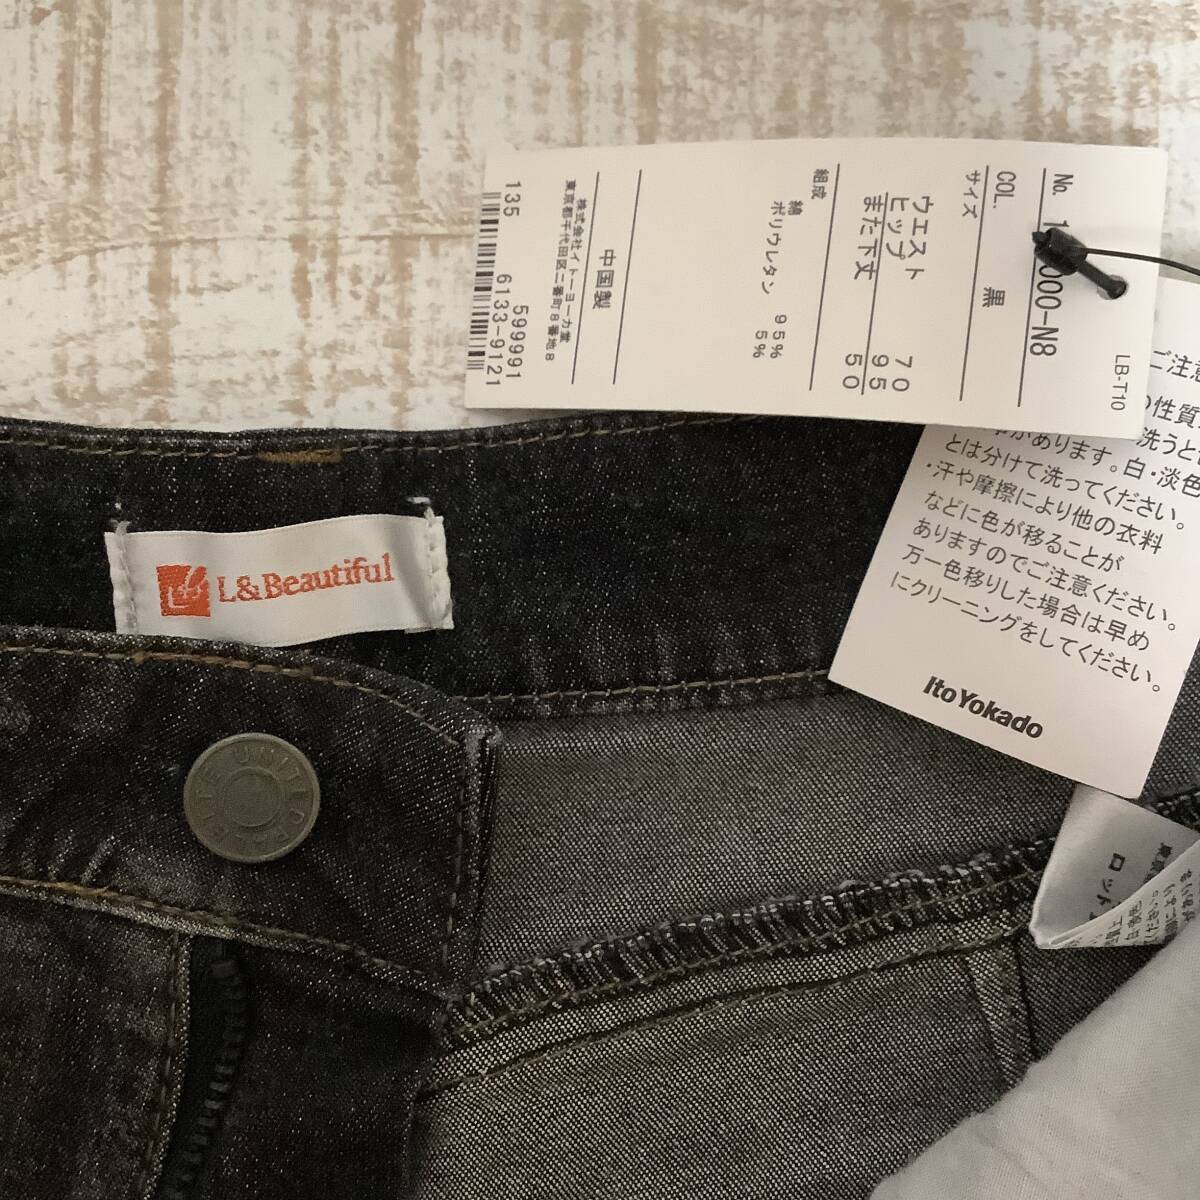 No. 1 000-N8
COL. 黒
サイズ
ウエスト 70
ヒップ 95
また下丈 50
組成
綿 95%
ポリウレタン 5%
中国製
株式会社イトーヨーカ堂
東京都千代田区二番町8番地8
135 599991
6133-9121
LB-T10
ご注意
の性質
洗うと
があります。白・淡色
とは分けて洗ってください。
・汗や摩擦により他の衣料
などに色が移ることが
ありますのでご注意ください。
万一色移りした場合は早め
にクリーニングをしてください。
Ito Yokado
L&Beautiful
UNITED
ロット